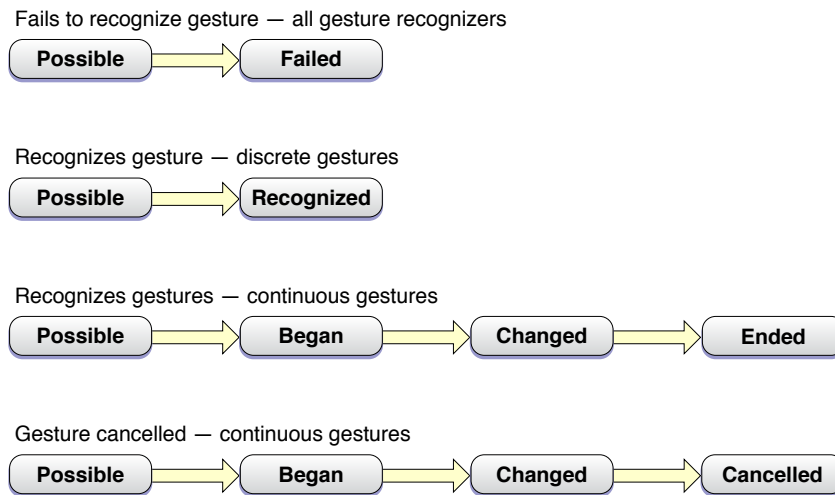 Fails to recognize gesture — all gesture recognizers
Possible Failed
Recognizes gesture — discrete gestures
Possible Recognized
Recognizes gestures — continuous gestures
Possible Began Changed Ended
Gesture cancelled — continuous gestures
Possible Began Changed Cancelled